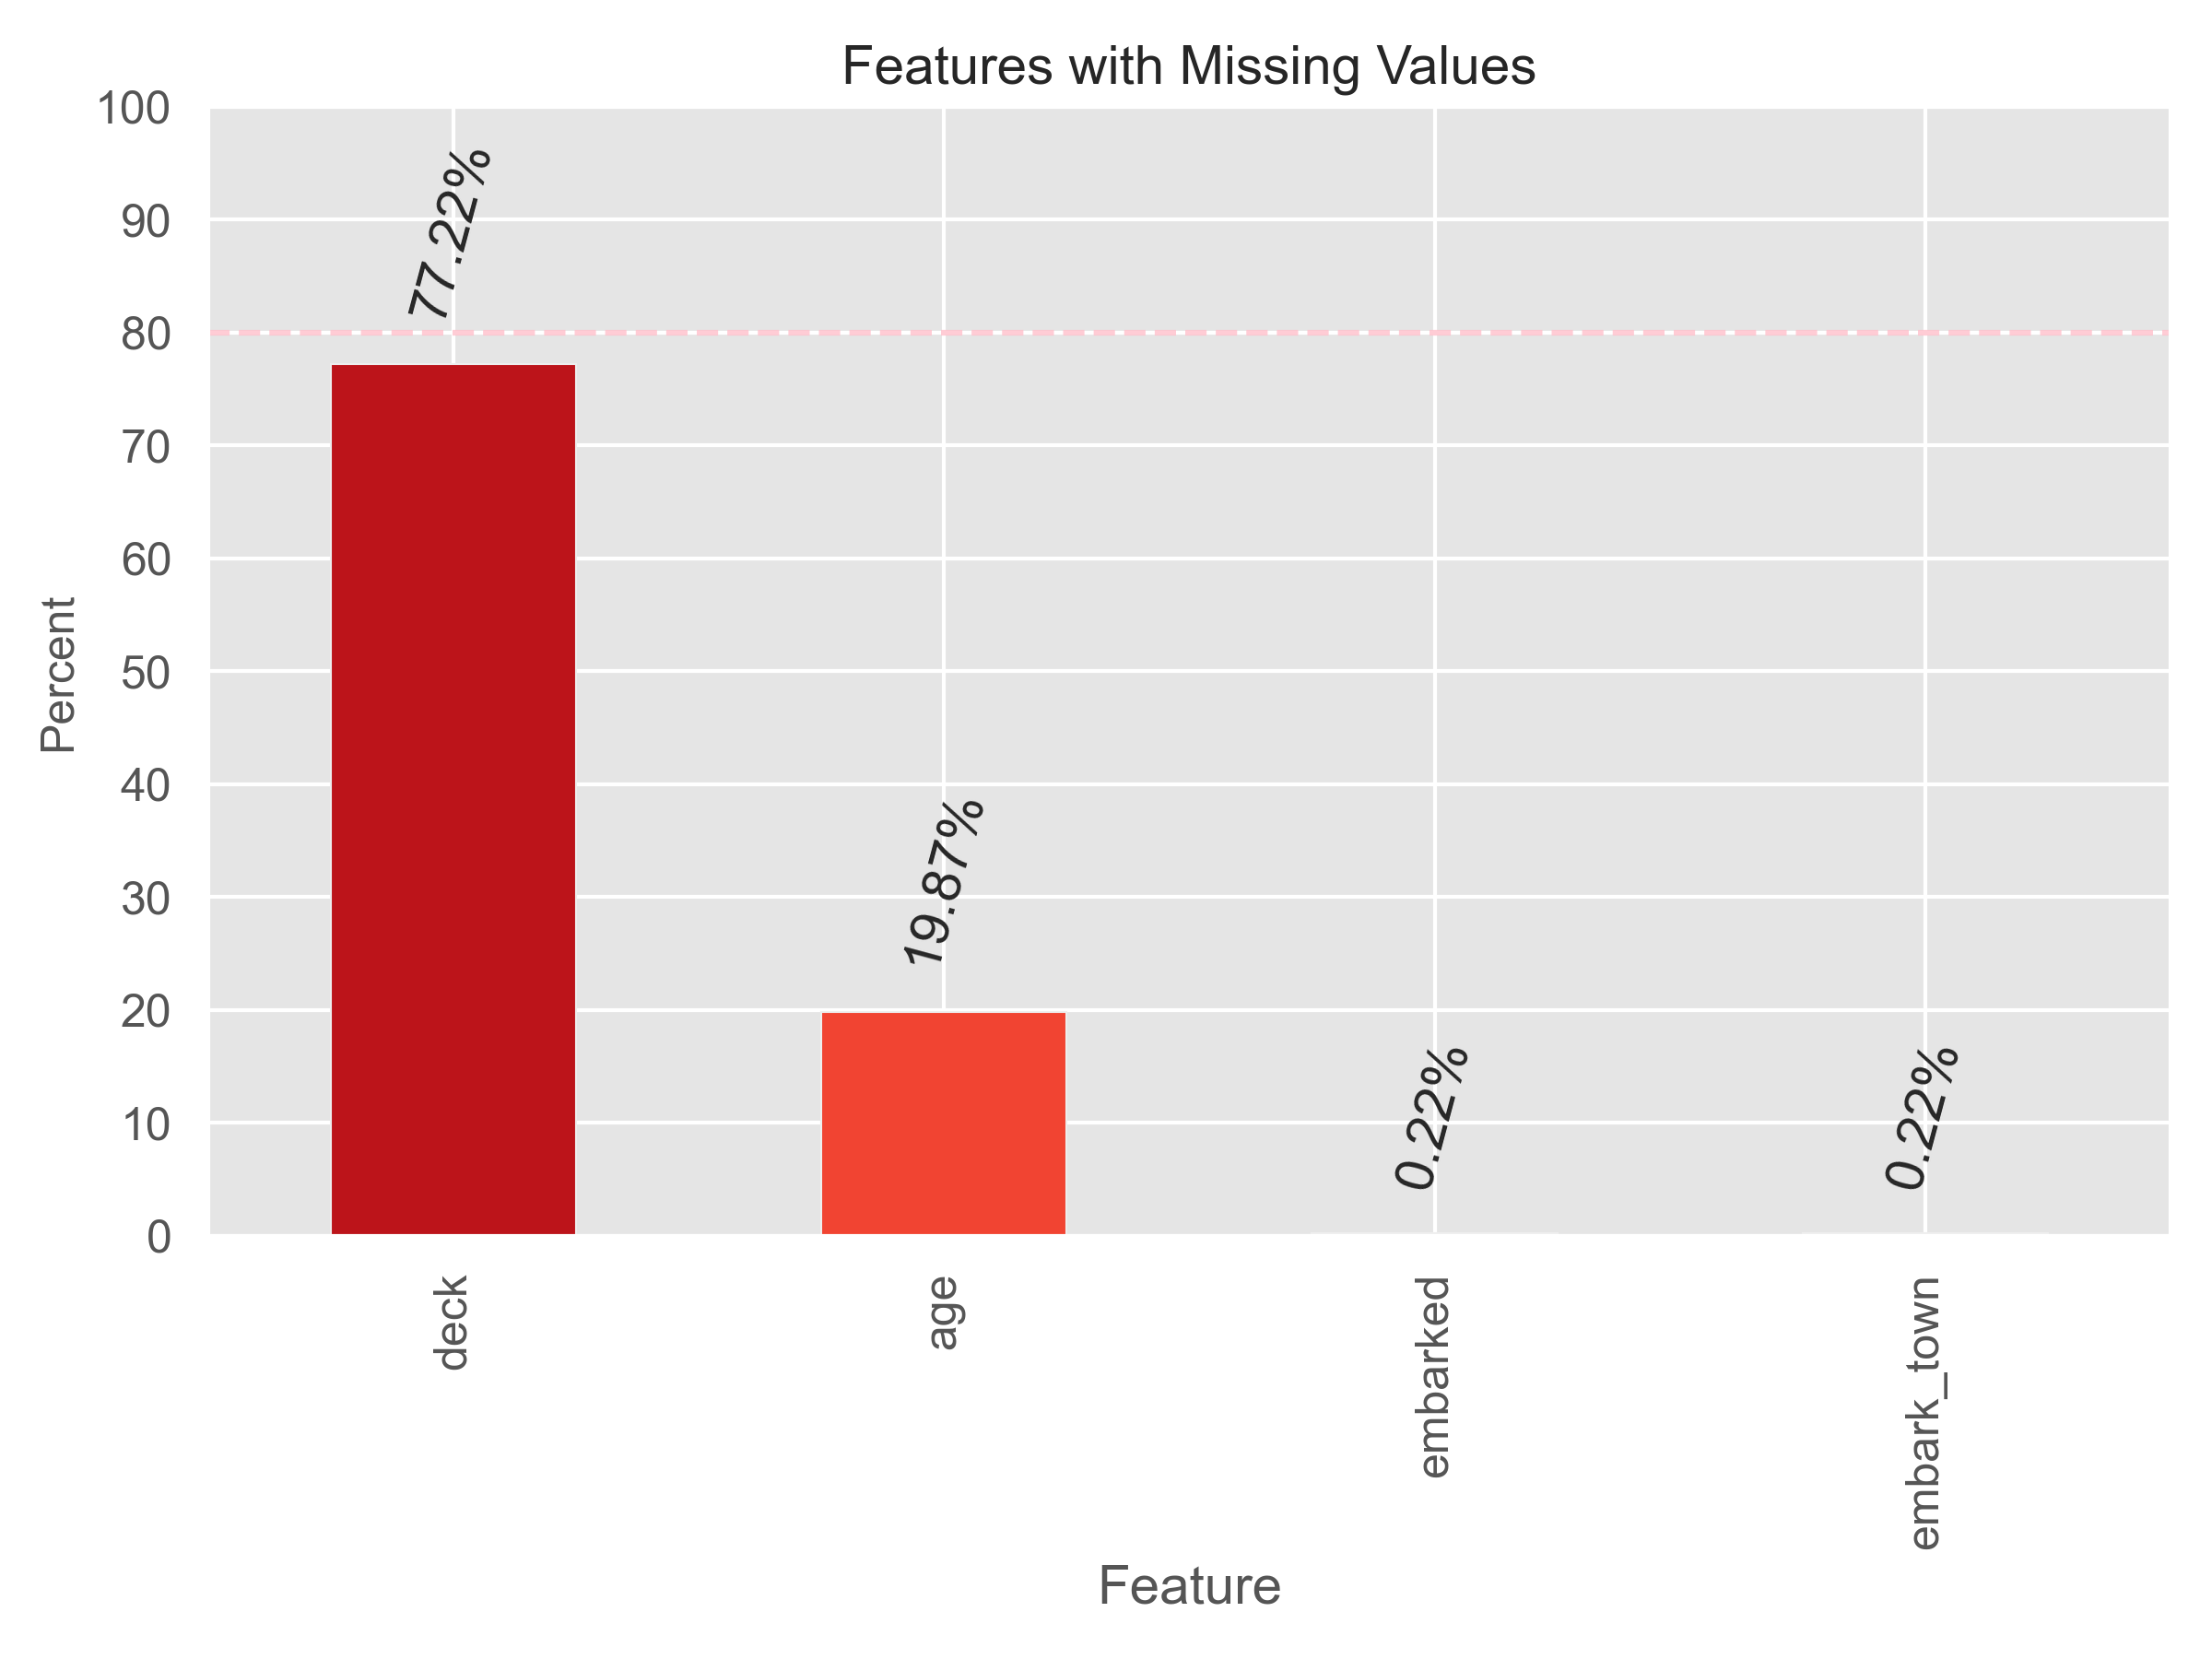 Features with Missing Values
100
90
80
70
60
50
40
30
20
10
0
Percent
77.22%
19.87%
0.22%
0.22%
deck
age
embarked
embark_town
Feature